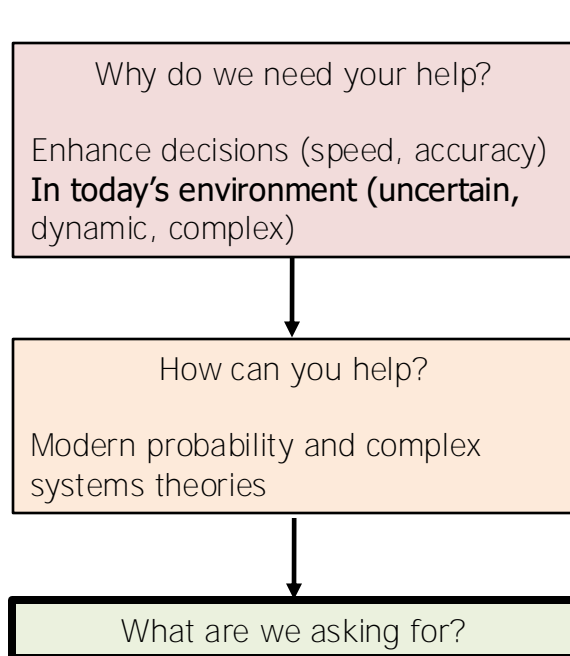 Why do we need your help?
Enhance decisions (speed, accuracy)
In today's environment (uncertain,
dynamic, complex)
How can you help?
Modern probability and complex
systems theories
What are we asking for?